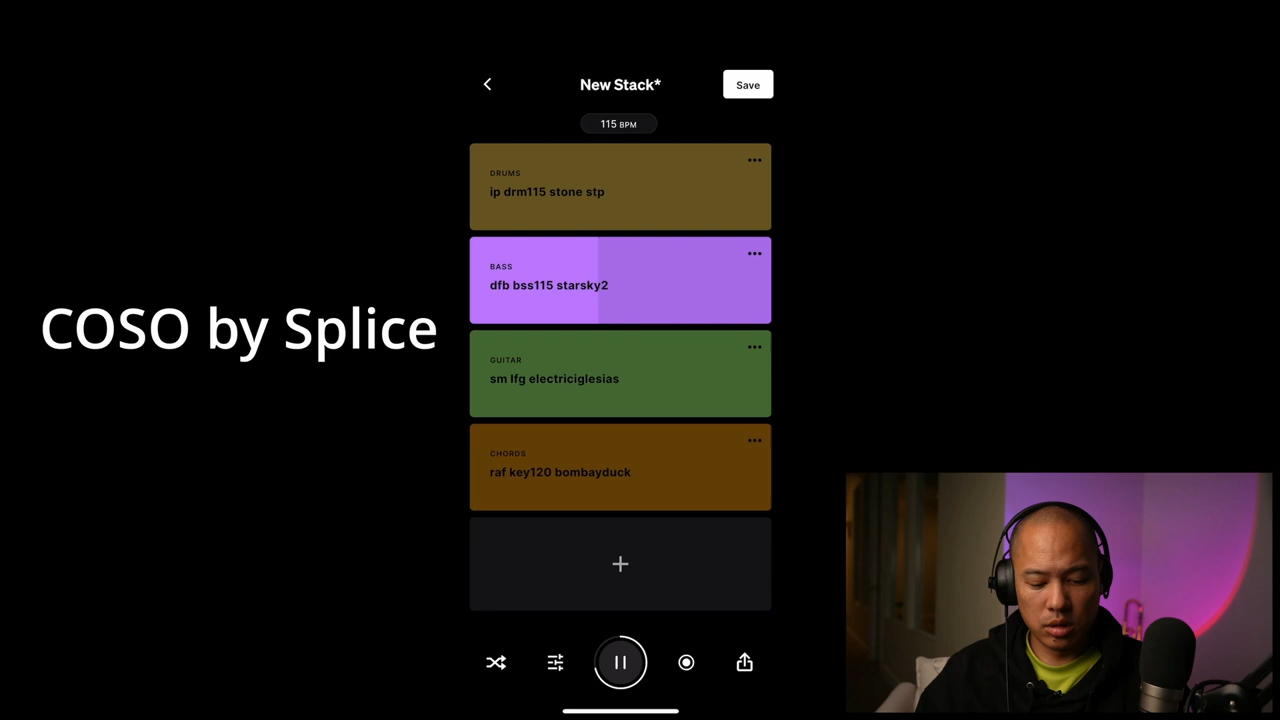 New Stack*
Save
115 BPM
DRUMS
ip drm115 stone stp
BASS
dfb bss115 starsky2
COSO by Splice
GUITAR
sm lfg electriciglesias
CHORDS
raf key120 bombayduck